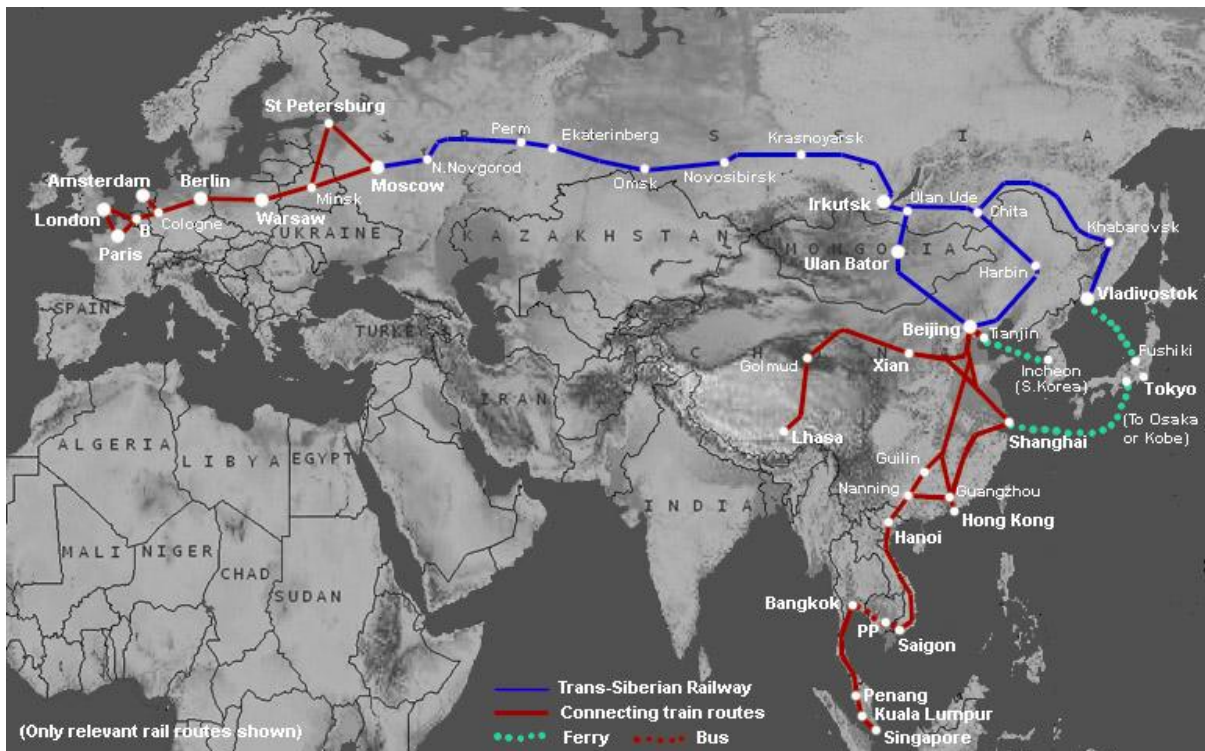 R U S S I A
St Petersburg
Perm
Ekaterinberg
Krasnoyarsk
N.Novgorod
Moscow
Omsk
Novosibirsk
Amsterdam
Berlin
Minsk
Irkutsk
Ulan Ude
Chita
London
Cologne
Warsaw
B
Paris
UKRAINE
KAZAKHSTAN
MONGOLIA
Khabarovsk
Ulan Bator
Harbin
SPAIN
Vladivostok
TURKEY
Beijing
Tianjin
CHINA
Golmud
Xian
Incheon
(S.Korea)
Fushiki
Tokyo
IRAN
(To Osaka
or Kobe)
ALGERIA
LIBYA
EGYPT
Lhasa
Shanghai
Guilin
Nanning
Guangzhou
INDIA
Hong Kong
Hanoi
MALI
NIGER
CHAD
SUDAN
Bangkok
PP
Saigon
Trans-Siberian Railway
Penang
Connecting train routes
Kuala Lumpur
(Only relevant rail routes shown)
Ferry
Bus
Singapore